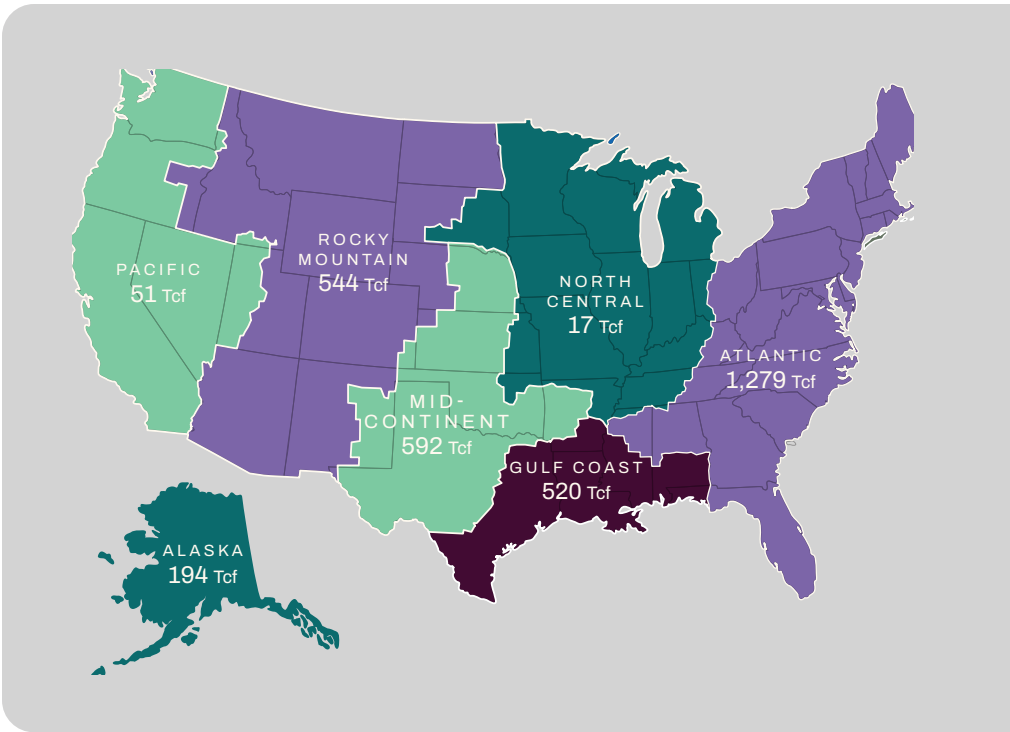 PACIFIC
51 Tcf
ROCKY
MOUNTAIN
544 Tcf
NORTH
CENTRAL
17 Tcf
ATLANTIC
1,279 Tcf
MID-
CONTINENT
592 Tcf
GULF COAST
520 Tcf
ALASKA
194 Tcf